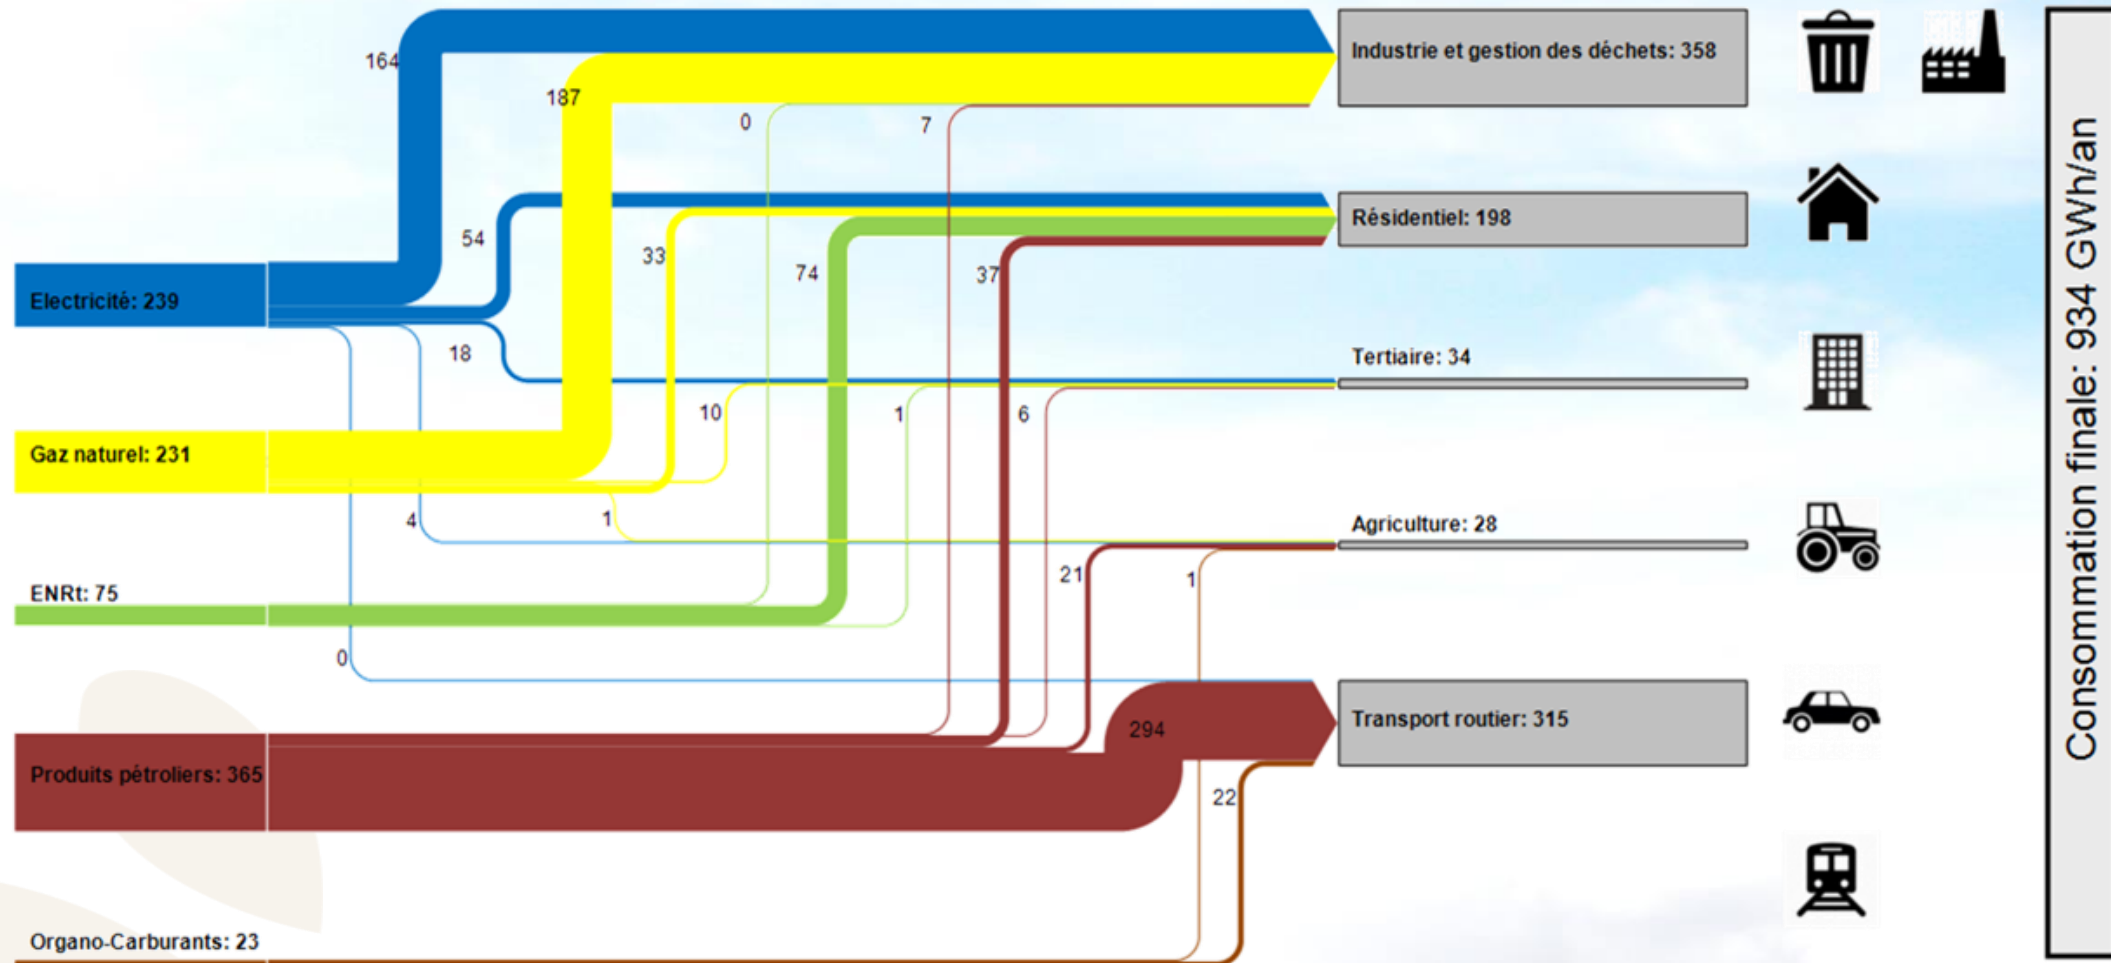 164
Industrie et gestion des déchets: 358
187
0
7
54
Résidentiel: 198
33
74
37
Electricité: 239
18
Tertiaire: 34
10
1
6
Gaz naturel: 231
4
1
Agriculture: 28
21
1
ENRt: 75
0
294
Transport routier: 315
Produits pétroliers: 365
22
Organo-Carburants: 23
Consommation finale: 934 GWh/an